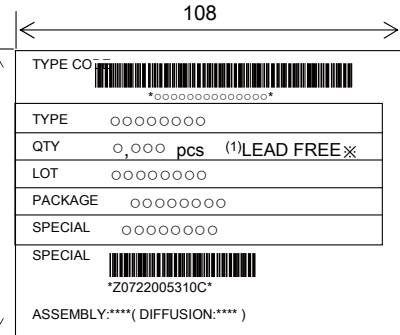 108
TYPE CODE
*○○○○○○○○○○○○○○*
TYPE ○○○○○○○○
QTY ○,○○○ pcs (1)LEAD FREE※
LOT ○○○○○○○○
PACKAGE ○○○○○○○○
SPECIAL ○○○○○○○○
SPECIAL
*Z0722005310C*
ASSEMBLY:****( DIFFUSION:**** )